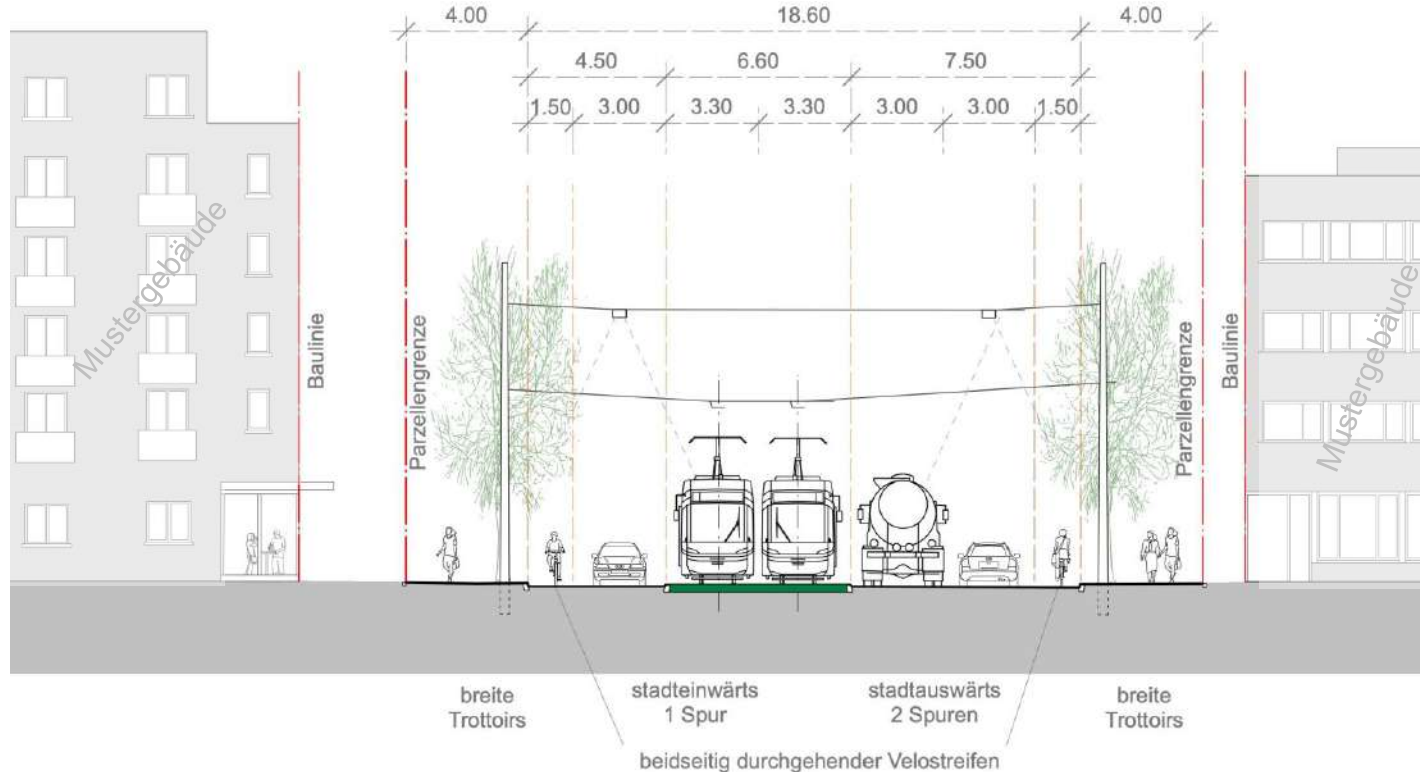 4.00 18.60 4.00
4.50 6.60 7.50
1.50 3.00 3.30 3.30 3.00 3.00 1.50
Mustergebäude
Baulinie
Parzellengrenze
Parzellengrenze
Baulinie
Mustergebäude
breite
Trottoirs
stadteinwärts
1 Spur
stadtauswärts
2 Spuren
breite
Trottoirs
beidseitig durchgehender Velostreifen